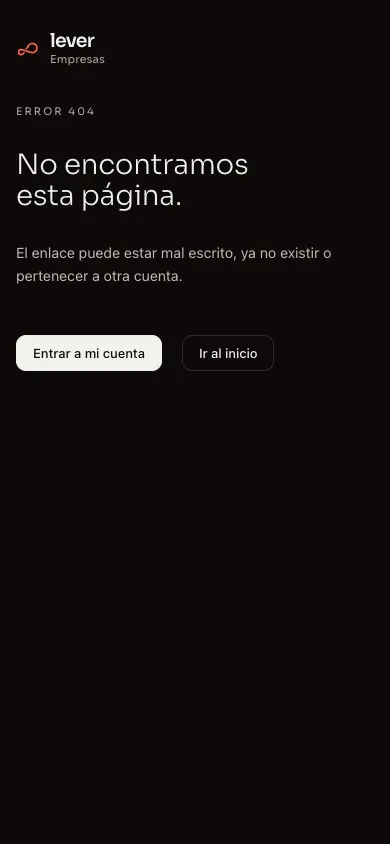 lever
Empresas
ERROR 404
No encontramos
esta página.
El enlace puede estar mal escrito, ya no existir o
pertenecer a otra cuenta.
Entrar a mi cuenta
Ir al inicio